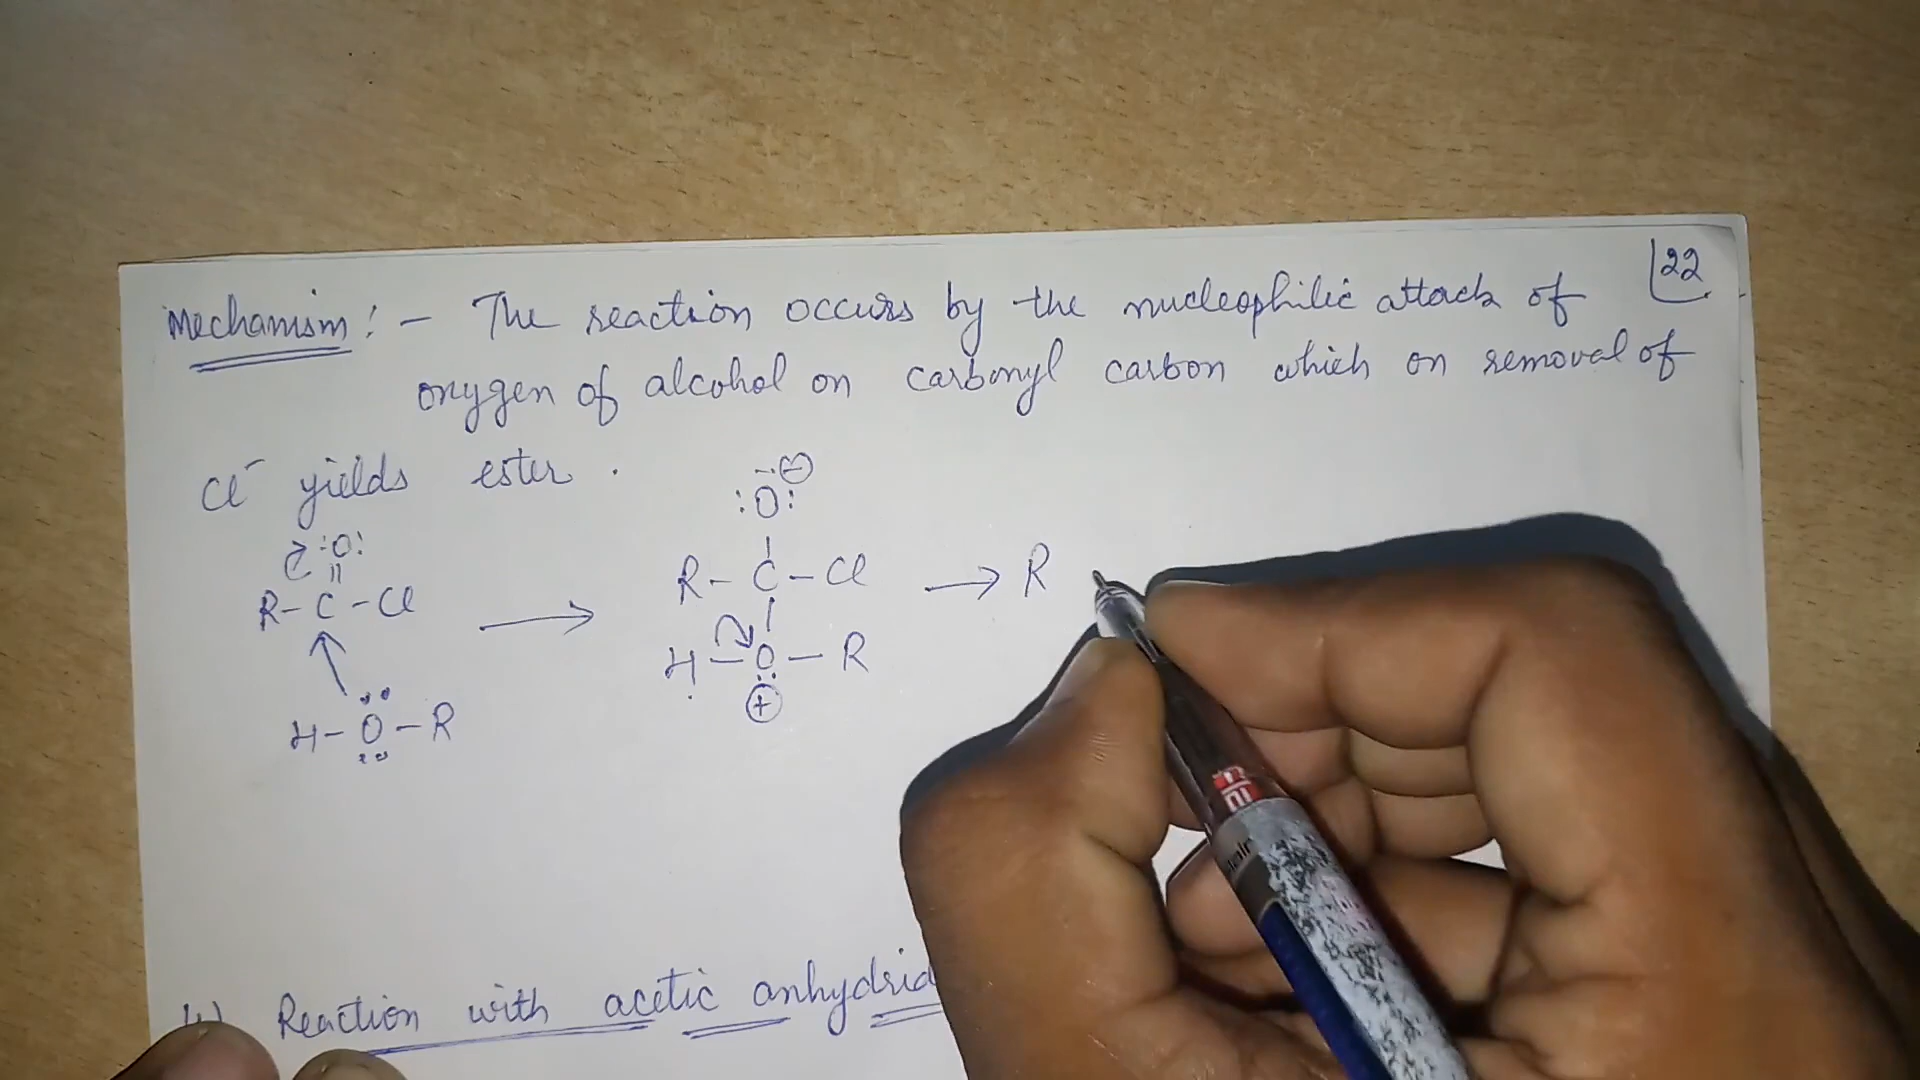 22
Mechanism :- The reaction occurs by the nucleophilic attack of
oxygen of alcohol on carbonyl carbon which on removal of
Cl⁻ yields ester .
:O:
||
R-C-Cl
H-O-R
:O: ⊖
|
R-C-Cl
|
H-O-R
⊕
→ R
Reaction with acetic anhydrid